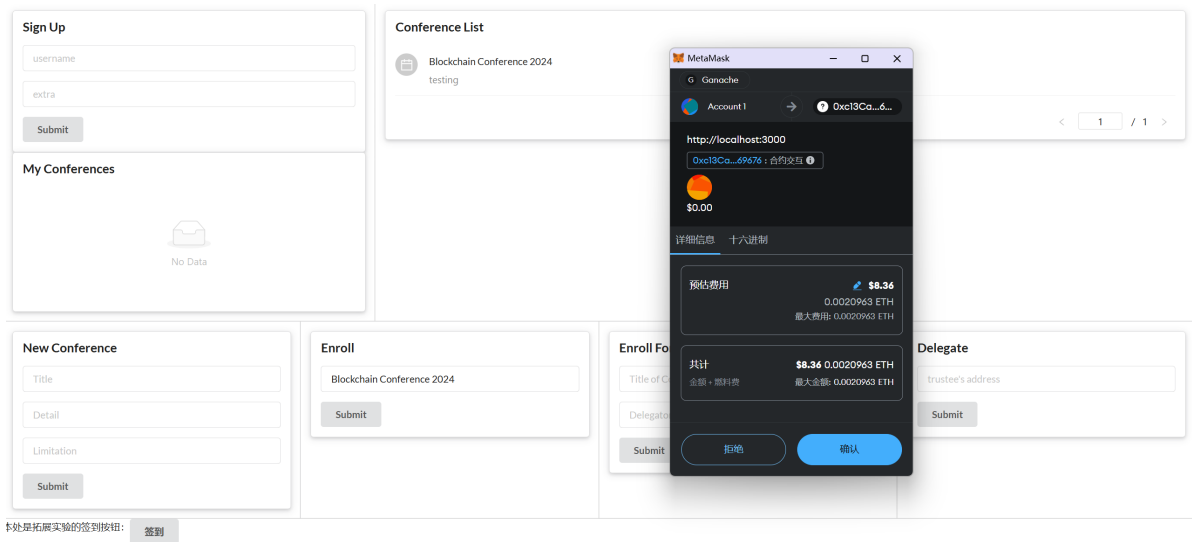 Sign Up
username
extra
Submit
My Conferences
No Data
Conference List
Blockchain Conference 2024
testing
1 / 1
MetaMask
G Ganache
Account 1
0xc13Ca...6...
http://localhost:3000
0xc13Ca...69676 : 合约交互
$0.00
详细信息 十六进制
预估费用 $8.36
0.0020963 ETH
最大费用: 0.0020963 ETH
共计 $8.36 0.0020963 ETH
金额 + 燃料费 最大金额: 0.0020963 ETH
拒绝 确认
New Conference
Title
Detail
Limitation
Submit
Enroll
Blockchain Conference 2024
Submit
Enroll Fo
Title of C
Delegato
Submit
Delegate
trustee's address
Submit
本处是拓展实验的签到按钮: 签到